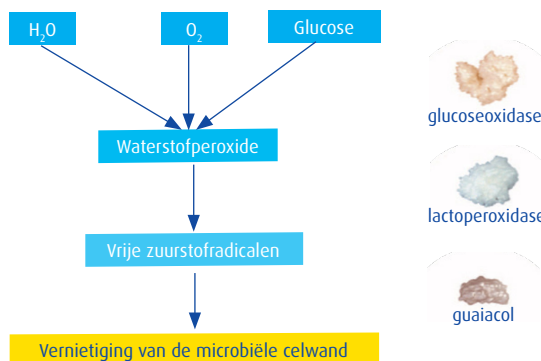 H₂O
O₂
Glucose
Waterstofperoxide
Vrije zuurstofradicalen
Vernietiging van de microbiële celwand
glucoseoxidase
lactoperoxidase
guaiacol